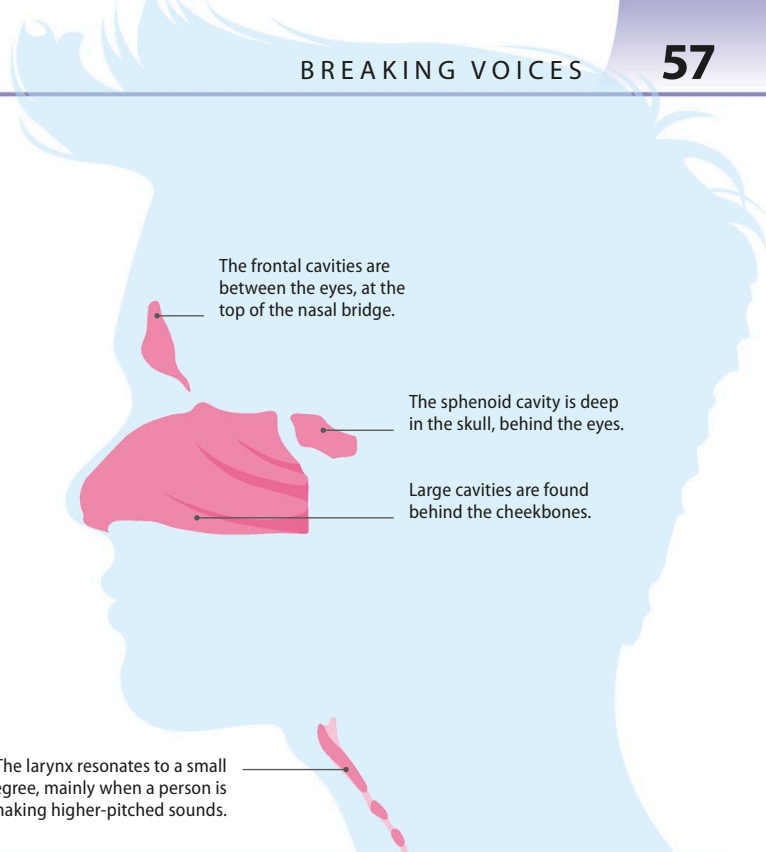 BREAKING VOICES 57
The frontal cavities are
between the eyes, at the
top of the nasal bridge.
The sphenoid cavity is deep
in the skull, behind the eyes.
Large cavities are found
behind the cheekbones.
The larynx resonates to a small
degree, mainly when a person is
making higher-pitched sounds.